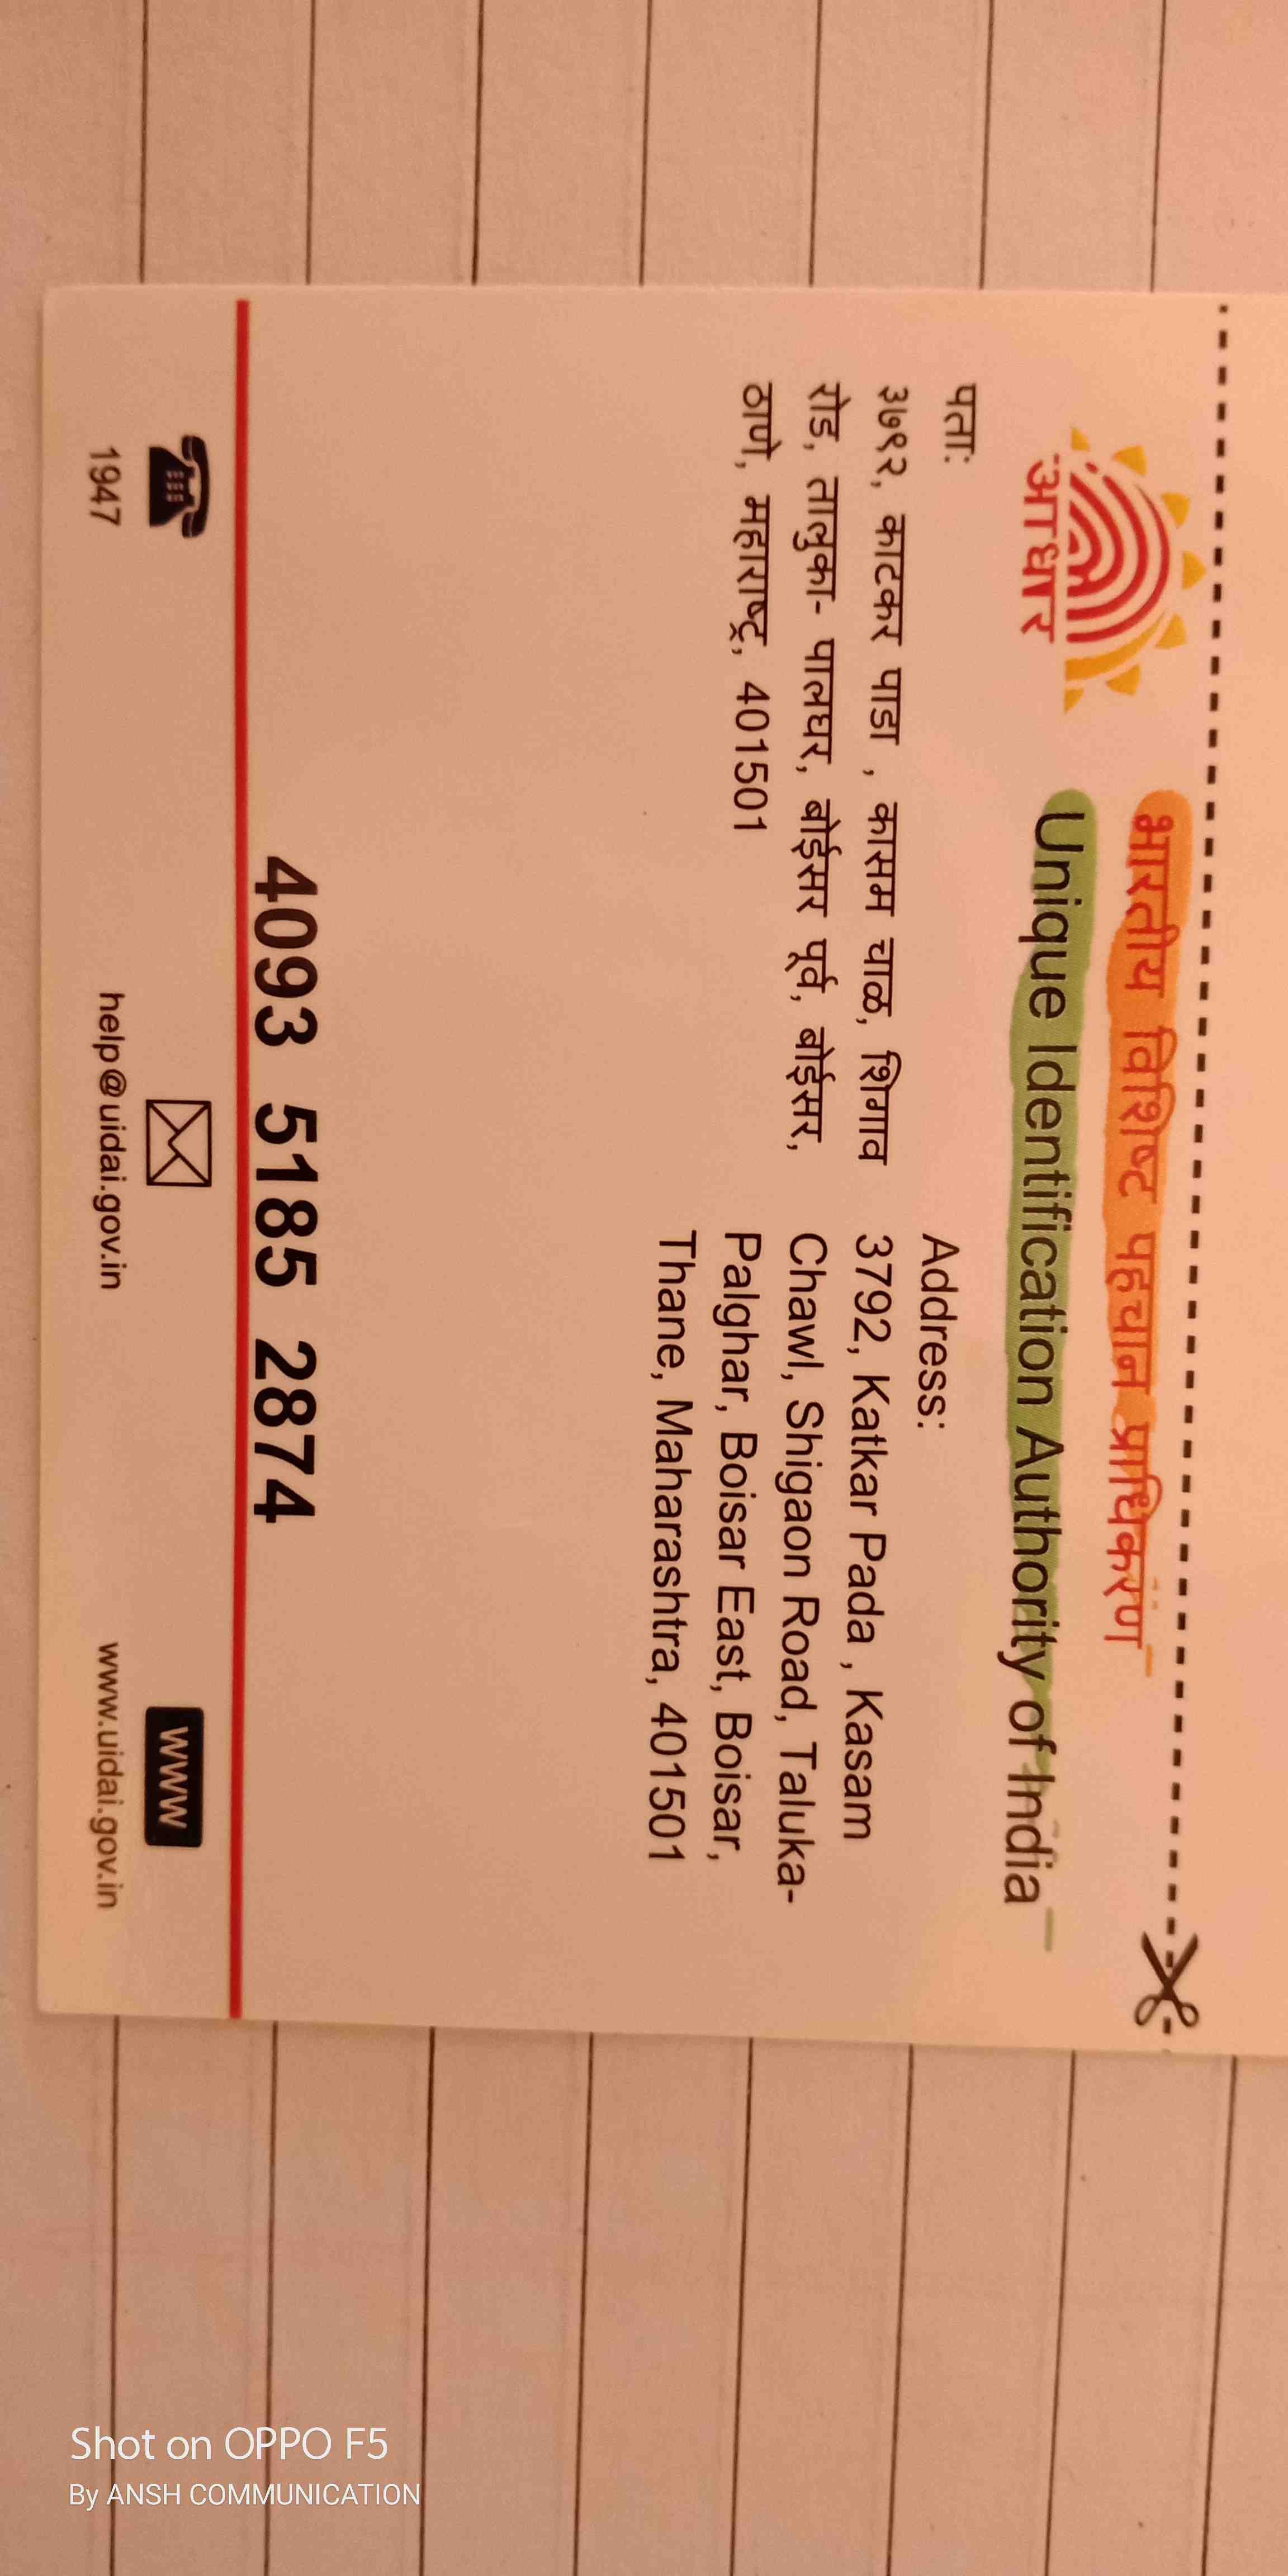 भारतीय विशिष्ट पहचान प्राधिकरण
Unique Identification Authority of India
आधार
पता:
३७९२, काटकर पाडा , कासम चाळ, शिगाव
रोड, तालुका- पालघर, बोईसर पूर्व, बोईसर,
ठाणे, महाराष्ट्र, 401501
Address:
3792, Katkar Pada , Kasam
Chawl, Shigaon Road, Taluka-
Palghar, Boisar East, Boisar,
Thane, Maharashtra, 401501
4093 5185 2874
1947
help@uidai.gov.in
www
www.uidai.gov.in
Shot on OPPO F5
By ANSH COMMUNICATION